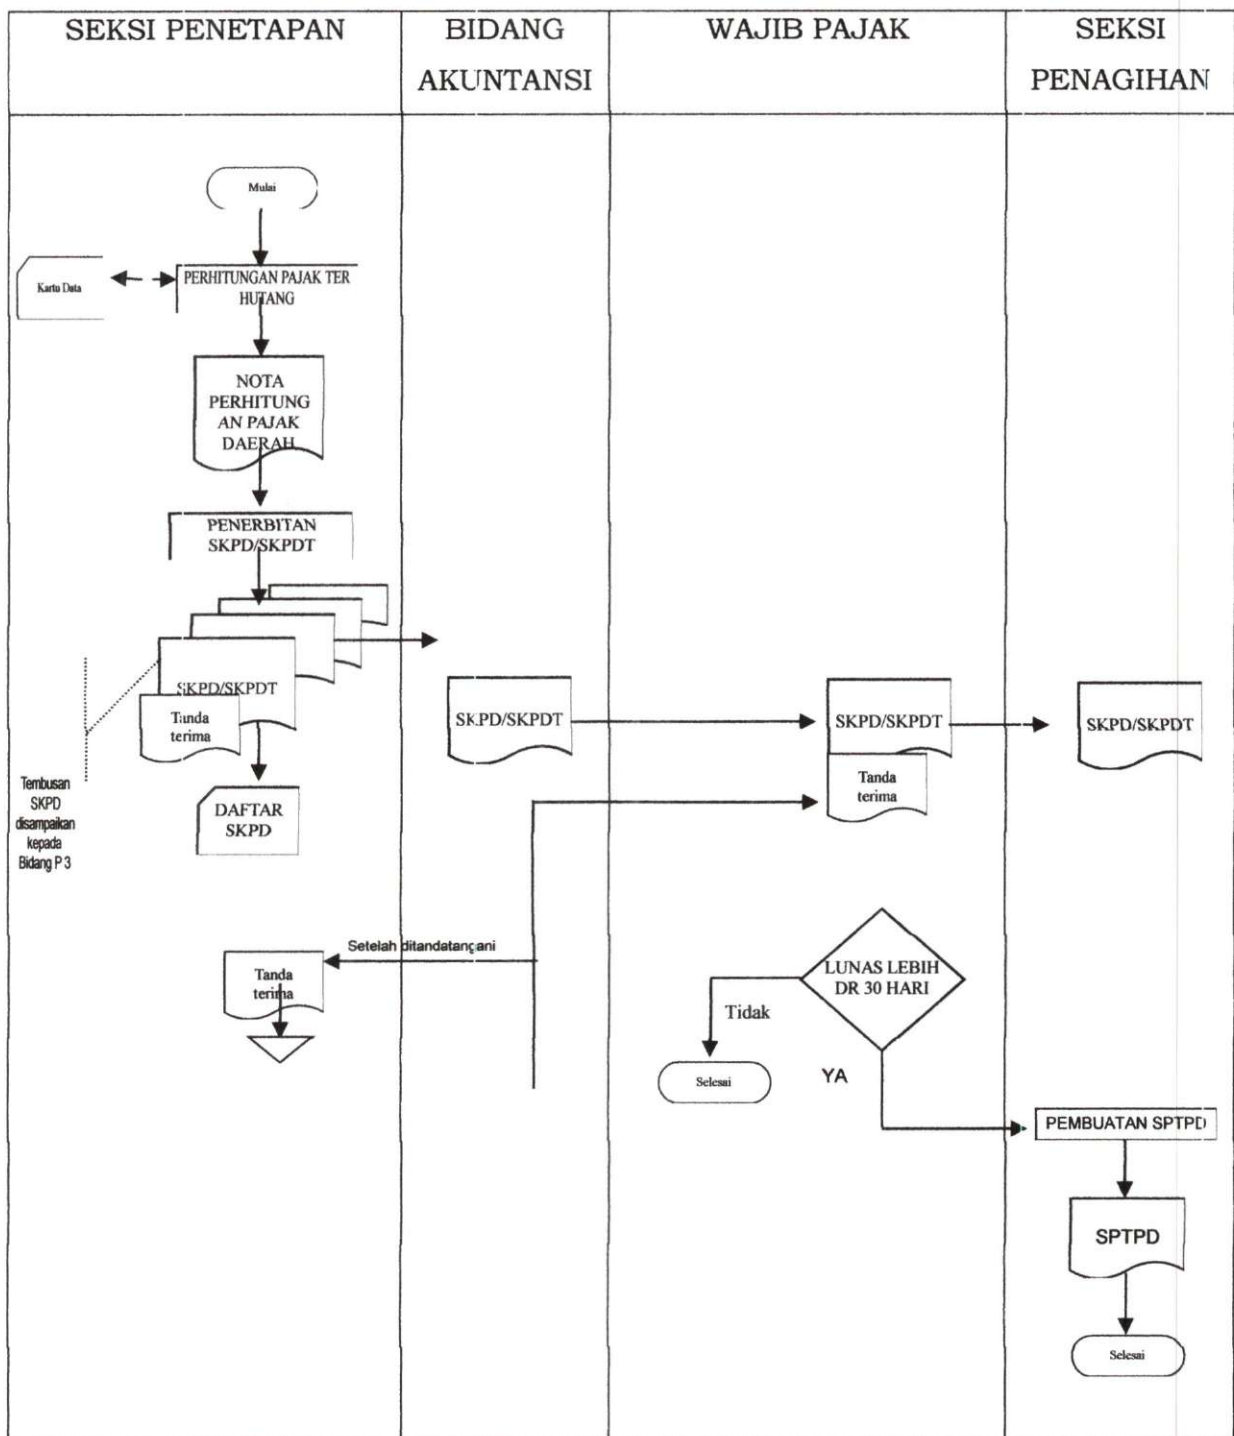 SEKSI PENETAPAN
BIDANG
AKUNTANSI
WAJIB PAJAK
SEKSI
PENAGIHAN
Mulai
Kartu Data
PERHITUNGAN PAJAK TER
HUTANG
NOTA
PERHITUNG
AN PAJAK
DAERAH
PENERBITAN
SKPD/SKPDT
SKPD/SKPDT
Tanda
terima
Tembusan
SKPD
disampaikan
kepada
Bidang P 3
DAFTAR
SKPD
SKPD/SKPDT
SKPD/SKPDT
Tanda
terima
SKPD/SKPDT
Setelah ditandatangani
Tanda
terima
LUNAS LEBIH
DR 30 HARI
Tidak
Selesai
YA
PEMBUATAN SPTPD
SPTPD
Selesai